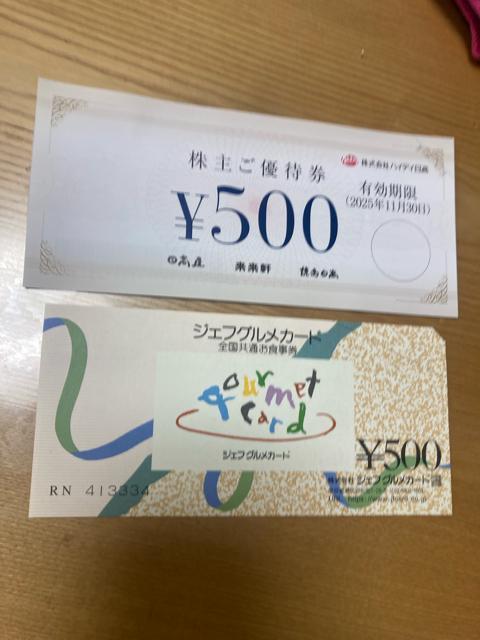 株主ご優待券
株式会社ハイデイ日高
¥500
有効期限
(2025年11月30日)
日高屋 来来軒 焼鳥日高
ジェフグルメカード
全国共通お食事券
gourmet
card
ジェフグルメカード
¥500
RN 413334
株式会社 ジェフグルメカード